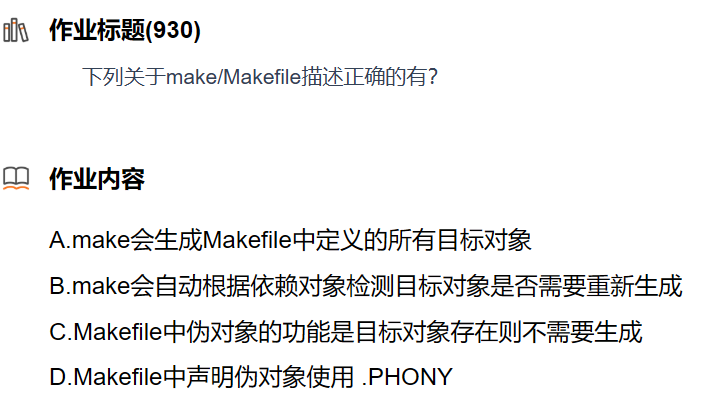 作业标题(930)
下列关于make/Makefile描述正确的有?
作业内容
A.make会生成Makefile中定义的所有目标对象
B.make会自动根据依赖对象检测目标对象是否需要重新生成
C.Makefile中伪对象的功能是目标对象存在则不需要生成
D.Makefile中声明伪对象使用 .PHONY